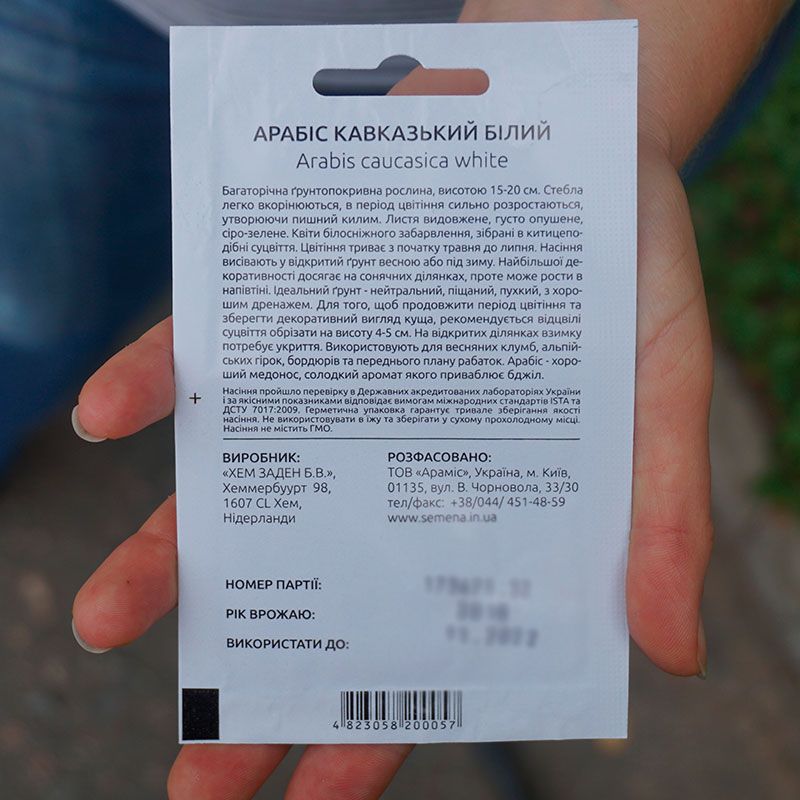 АРАБІС КАВКАЗЬКИЙ БІЛИЙ
Arabis caucasica white
Багаторічна ґрунтопокривна рослина, висотою 15-20 см. Стебла
легко вкорінюються, в період цвітіння сильно розростаються,
утворюючи пишний килим. Листя видовжене, густо опушене,
сіро-зелене. Квіти білосніжного забарвлення, зібрані в китицепо-
дібні суцвіття. Цвітіння триває з початку травня до липня. Насіння
висівають у відкритий ґрунт весною або під зиму. Найбільшої де-
коративності досягає на сонячних ділянках, проте може рости в
напівтіні. Ідеальний ґрунт - нейтральний, піщаний, пухкий, з хоро-
шим дренажем. Для того, щоб продовжити період цвітіння та
зберегти декоративний вигляд куща, рекомендується відцвілі
суцвіття обрізати на висоту 4-5 см. На відкритих ділянках взимку
потребує укриття. Використовують для весняних клумб, альпій-
ських гірок, бордюрів та переднього плану рабаток. Арабіс - хоро-
ший медонос, солодкий аромат якого приваблює бджіл.
Насіння пройшло перевірку в Державних акредитованих лабораторіях України
і за якісними показниками відповідає вимогам міжнародних стандартів ISTA та
ДСТУ 7017:2009. Герметична упаковка гарантує тривале зберігання якості
насіння. Не використовувати в їжу та зберігати у сухому прохолодному місці.
Насіння не містить ГМО.
ВИРОБНИК:
«ХЕМ ЗАДЕН Б.В.»,
Хеммербуурт 98,
1607 CL Хем,
Нідерланди
РОЗФАСОВАНО:
ТОВ «Араміс», Україна, м. Київ,
01135, вул. В. Чорновола, 33/30
тел/факс: +38/044/ 451-48-59
www.semena.in.ua
НОМЕР ПАРТІЇ:
РІК ВРОЖАЮ:
ВИКОРИСТАТИ ДО:
4 823058 200057